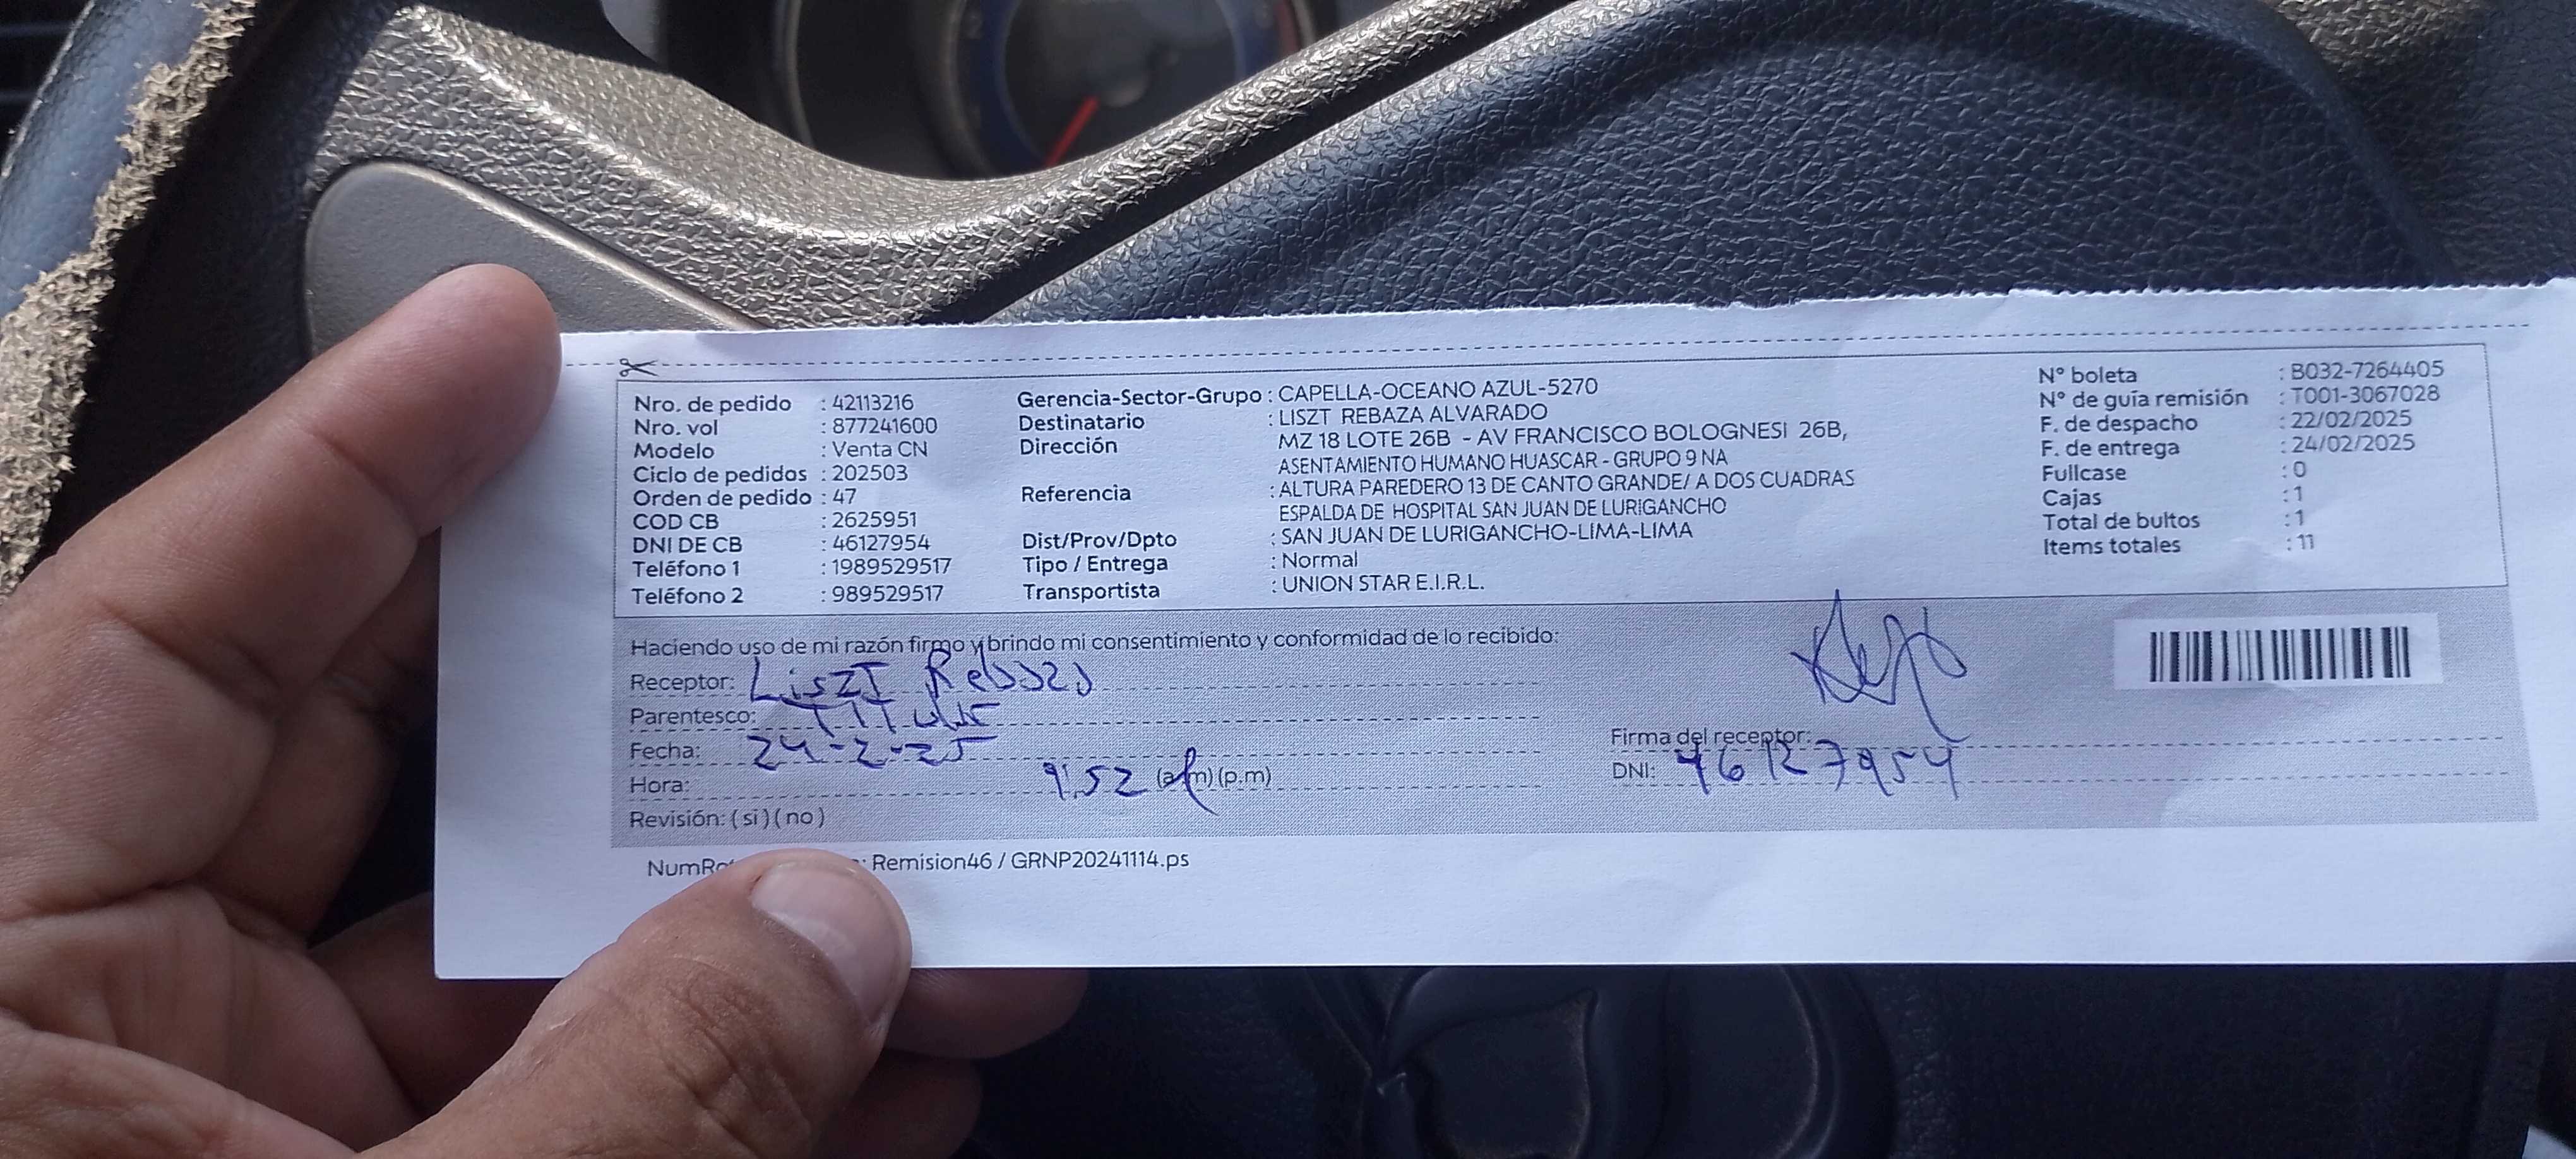 Nro. de pedido : 42113216
Nro. vol : 877241600
Modelo : Venta CN
Ciclo de pedidos : 202503
Orden de pedido : 47
COD CB : 2625951
DNI DE CB : 46127954
Teléfono 1 : 1989529517
Teléfono 2 : 989529517
Gerencia-Sector-Grupo : CAPELLA-OCEANO AZUL-5270
Destinatario : LISZT REBAZA ALVARADO
Dirección MZ 18 LOTE 26B - AV FRANCISCO BOLOGNESI 26B,
ASENTAMIENTO HUMANO HUASCAR - GRUPO 9 NA
Referencia : ALTURA PAREDERO 13 DE CANTO GRANDE/ A DOS CUADRAS
ESPALDA DE HOSPITAL SAN JUAN DE LURIGANCHO
Dist/Prov/Dpto : SAN JUAN DE LURIGANCHO-LIMA-LIMA
Tipo / Entrega : Normal
Transportista : UNION STAR E.I.R.L.
N° boleta : B032-7264405
N° de guía remisión : T001-3067028
F. de despacho : 22/02/2025
F. de entrega : 24/02/2025
Fullcase : 0
Cajas : 1
Total de bultos : 1
Items totales : 11
Haciendo uso de mi razón firmo y brindo mi consentimiento y conformidad de lo recibido:
Receptor: Liszt Rebaza
Parentesco: TITULAR
Fecha: 24-2-25
Hora: 9:52 (a.m) (p.m)
Revisión: ( si ) ( no )
Firma del receptor:
DNI: 46127954
: Remision46 / GRNP20241114.ps